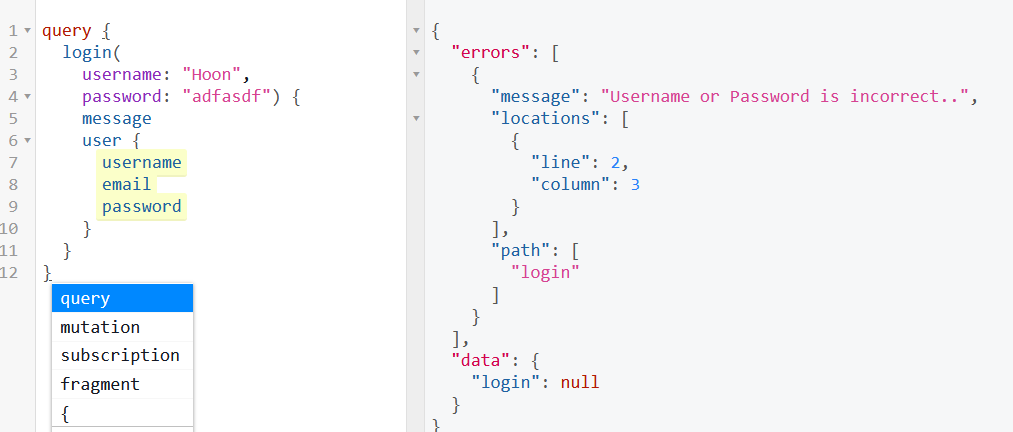 1 query {
2 login(
3 username: "Hoon",
4 password: "adfasdf") {
5 message
6 user {
7 username
8 email
9 password
10 }
11 }
12 }
query
mutation
subscription
fragment
{
{
"errors": [
{
"message": "Username or Password is incorrect..",
"locations": [
{
"line": 2,
"column": 3
}
],
"path": [
"login"
]
}
],
"data": {
"login": null
}
}